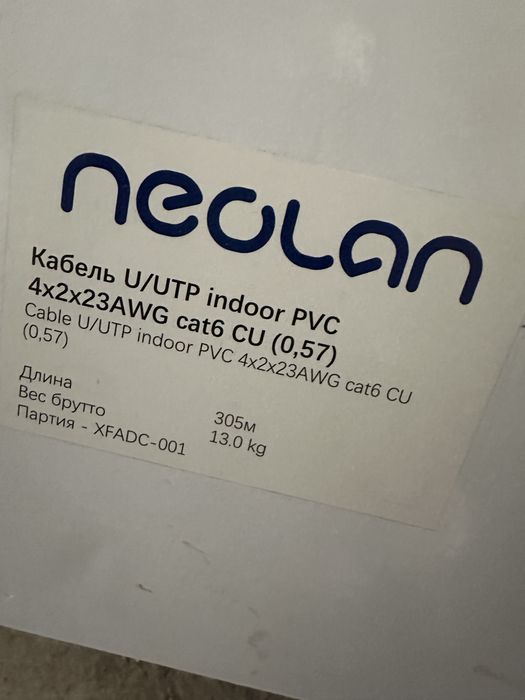 neolan
Кабель U/UTP indoor PVC
4x2x23AWG cat6 CU (0,57)
Cable U/UTP indoor PVC 4x2x23AWG cat6 CU
(0,57)
Длина 305м
Вес брутто 13.0 kg
Партия - XFADC-001